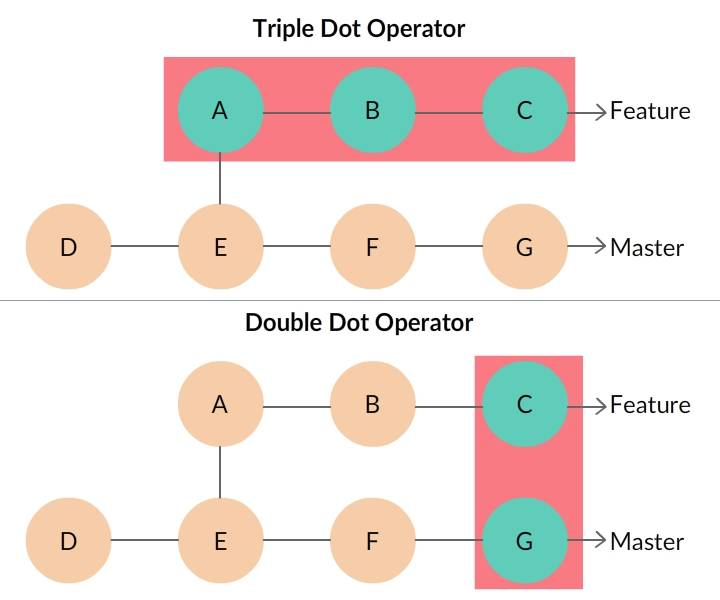 Triple Dot Operator
A B C Feature
D E F G Master
Double Dot Operator
A B C Feature
D E F G Master